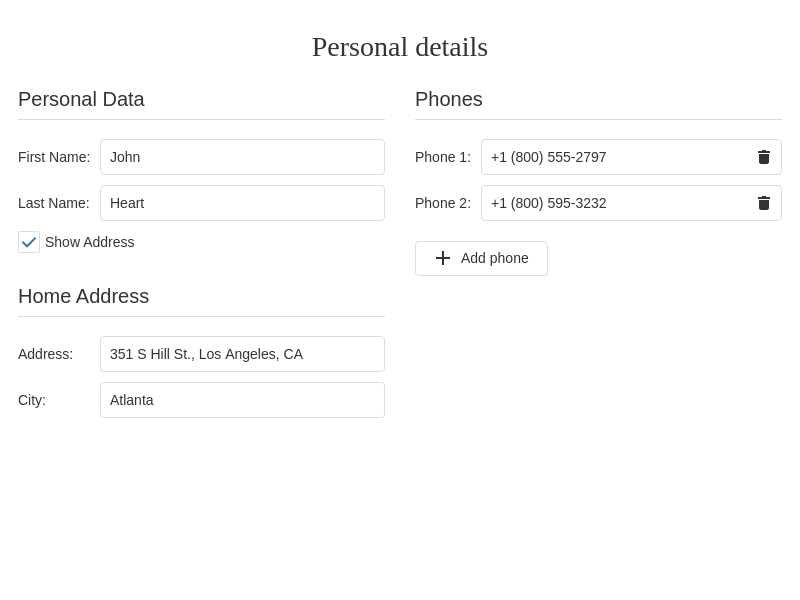 Personal details
Personal Data
First Name: John
Last Name: Heart
Show Address
Home Address
Address: 351 S Hill St., Los Angeles, CA
City: Atlanta
Phones
Phone 1: +1 (800) 555-2797
Phone 2: +1 (800) 595-3232
Add phone